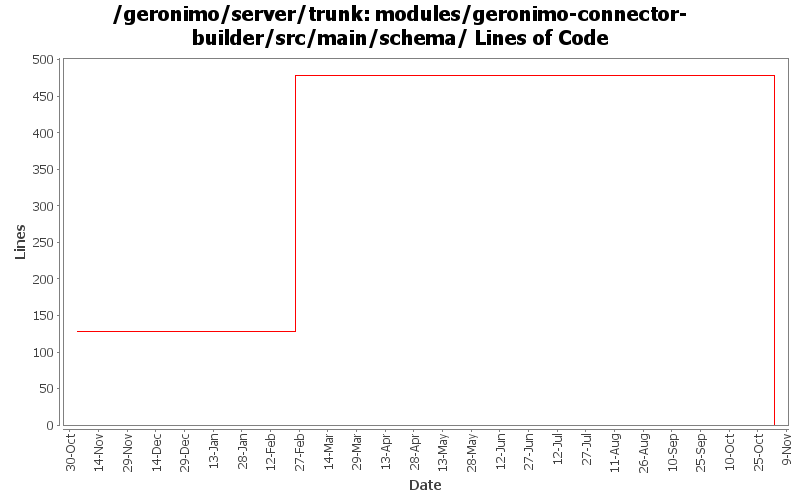 /geronimo/server/trunk: modules/geronimo-connector-
builder/src/main/schema/ Lines of Code
500
450
400
350
300
250
200
150
100
50
0
Lines
30-Oct
14-Nov
29-Nov
14-Dec
29-Dec
13-Jan
28-Jan
12-Feb
27-Feb
14-Mar
29-Mar
13-Apr
28-Apr
13-May
28-May
12-Jun
27-Jun
12-Jul
27-Jul
11-Aug
26-Aug
10-Sep
25-Sep
10-Oct
25-Oct
9-Nov
Date